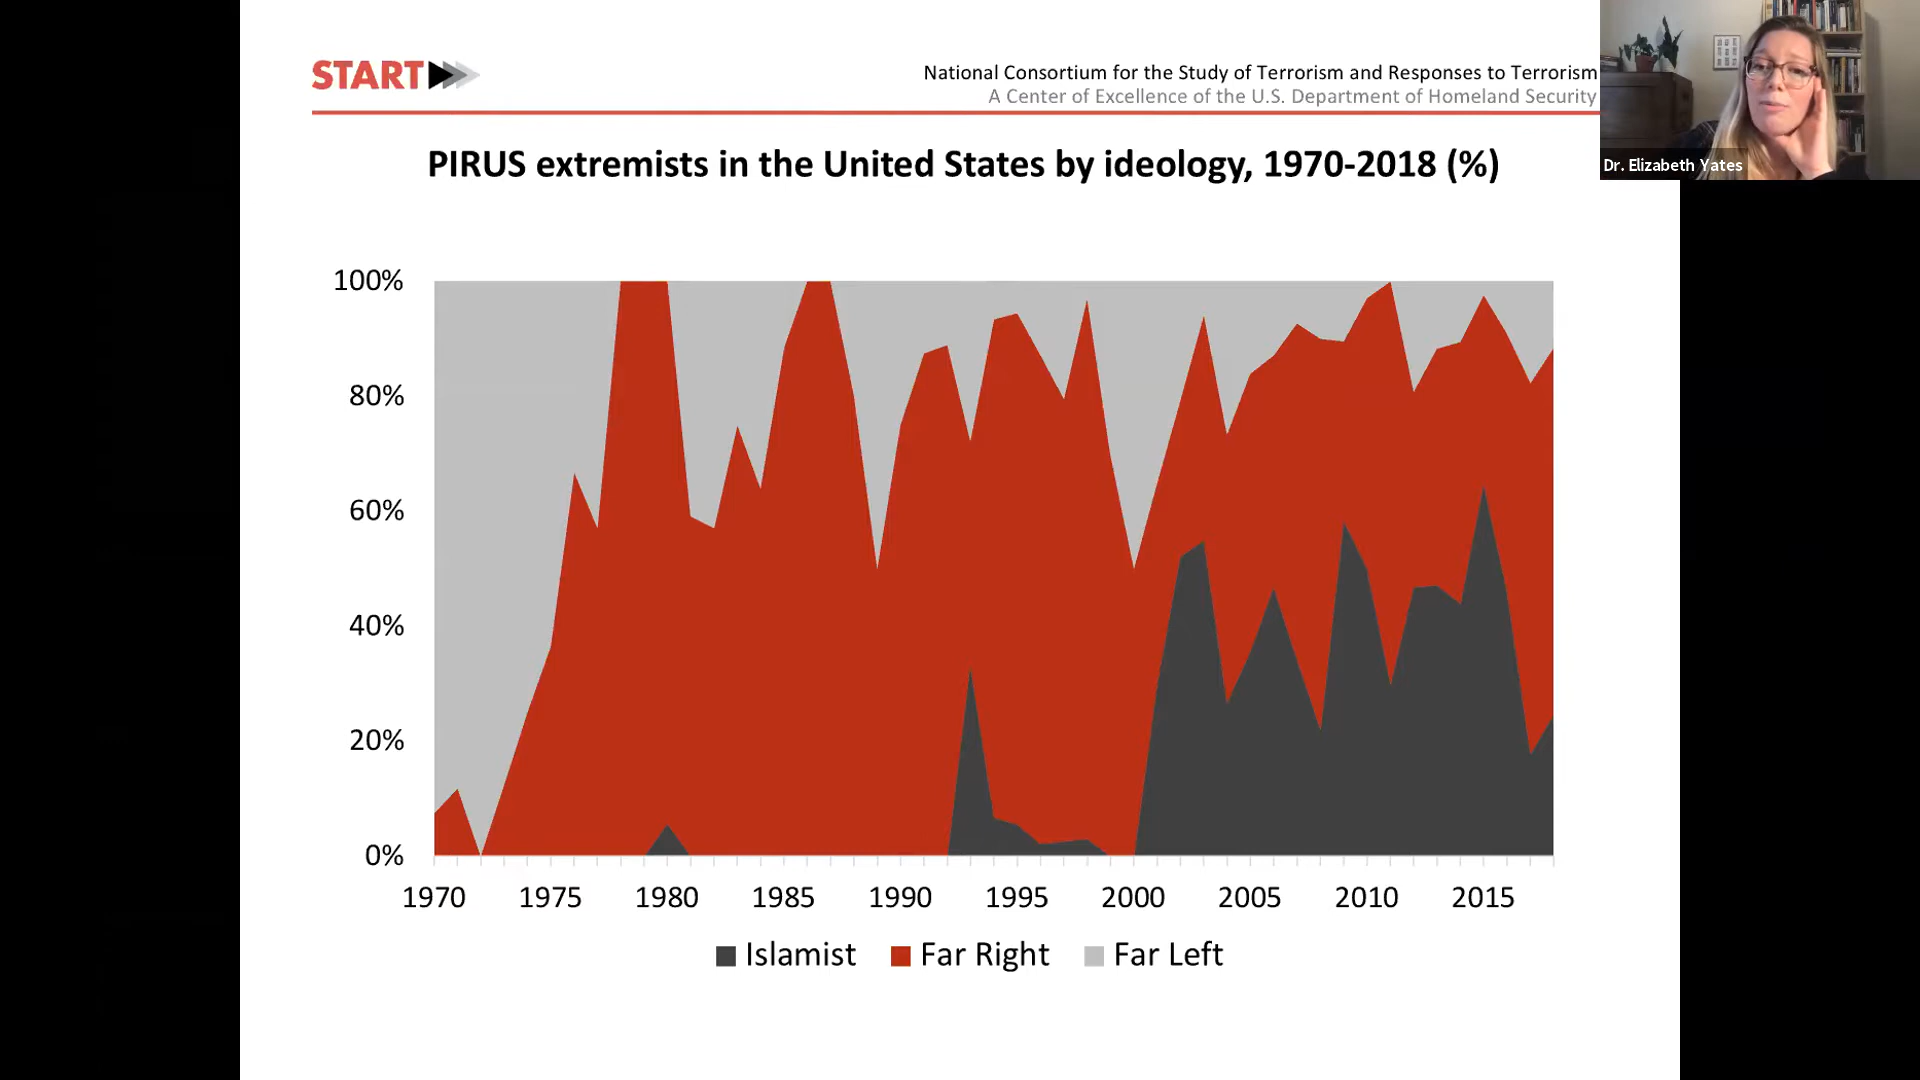 START
National Consortium for the Study of Terrorism and Responses to Terrorism
A Center of Excellence of the U.S. Department of Homeland Security
Dr. Elizabeth Yates
PIRUS extremists in the United States by ideology, 1970-2018 (%)
100%
80%
60%
40%
20%
0%
1970 1975 1980 1985 1990 1995 2000 2005 2010 2015
Islamist Far Right Far Left